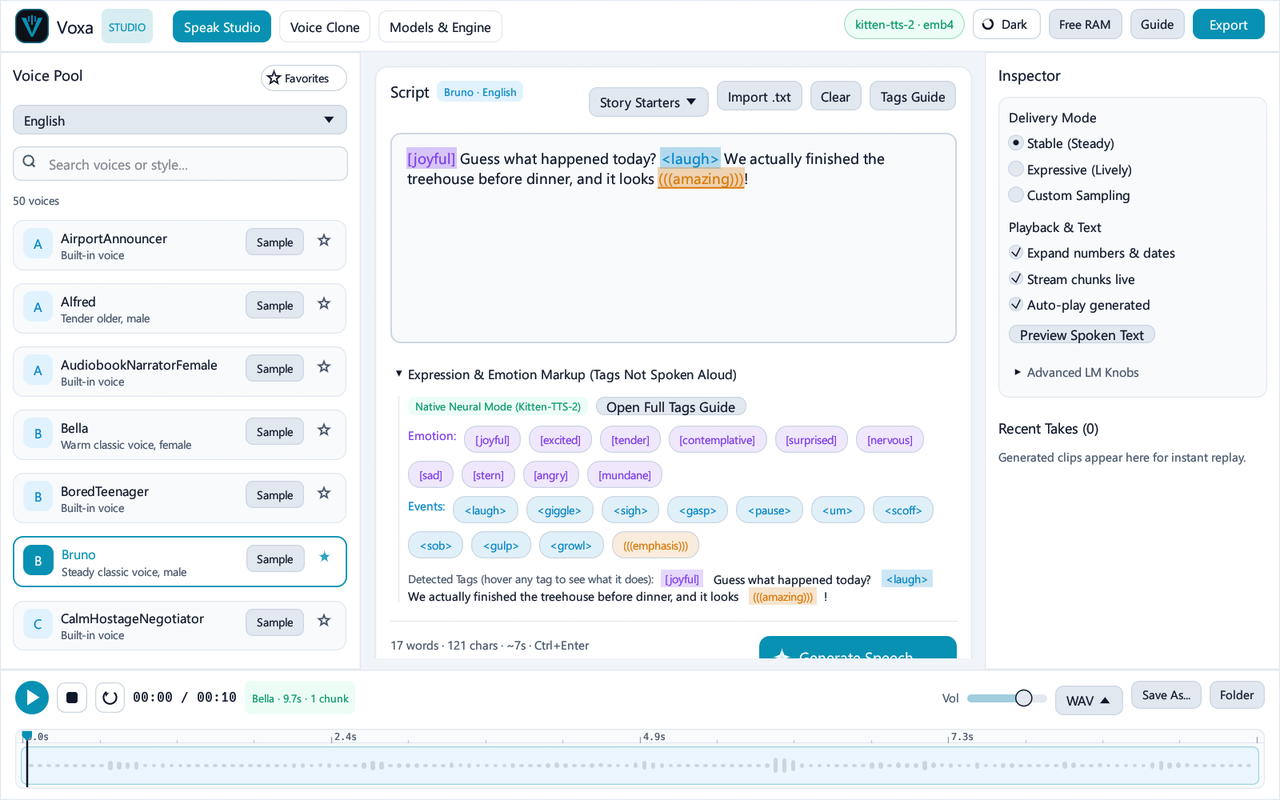 Voxa STUDIO Speak Studio Voice Clone Models & Engine kitten-tts-2 · emb4 Dark Free RAM Guide Export
Voice Pool
Favorites
English
Search voices or style...
50 voices
A AirportAnnouncer
Built-in voice
Sample
A Alfred
Tender older, male
Sample
A AudiobookNarratorFemale
Built-in voice
Sample
B Bella
Warm classic voice, female
Sample
B BoredTeenager
Built-in voice
Sample
B Bruno
Steady classic voice, male
Sample
C CalmHostageNegotiator
Built-in voice
Sample
Script Bruno · English Story Starters Import .txt Clear Tags Guide
[joyful] Guess what happened today? <laugh> We actually finished the
treehouse before dinner, and it looks (((amazing)))!
Expression & Emotion Markup (Tags Not Spoken Aloud)
Native Neural Mode (Kitten-TTS-2) Open Full Tags Guide
Emotion: [joyful] [excited] [tender] [contemplative] [surprised] [nervous]
[sad] [stern] [angry] [mundane]
Events: <laugh> <giggle> <sigh> <gasp> <pause> <um> <scoff>
<sob> <gulp> <growl> (((emphasis)))
Detected Tags (hover any tag to see what it does): [joyful] Guess what happened today? <laugh>
We actually finished the treehouse before dinner, and it looks (((amazing))) !
17 words · 121 chars · ~7s · Ctrl+Enter
Generate Speech
Inspector
Delivery Mode
Stable (Steady)
Expressive (Lively)
Custom Sampling
Playback & Text
Expand numbers & dates
Stream chunks live
Auto-play generated
Preview Spoken Text
Advanced LM Knobs
Recent Takes (0)
Generated clips appear here for instant replay.
00:00 / 00:10 Bella · 9.7s · 1 chunk Vol WAV Save As... Folder
.0s 2.4s 4.9s 7.3s